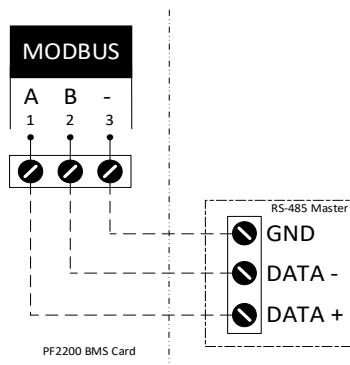 MODBUS
A B -
1 2 3
RS-485 Master
GND
DATA -
DATA +
PF2200 BMS Card